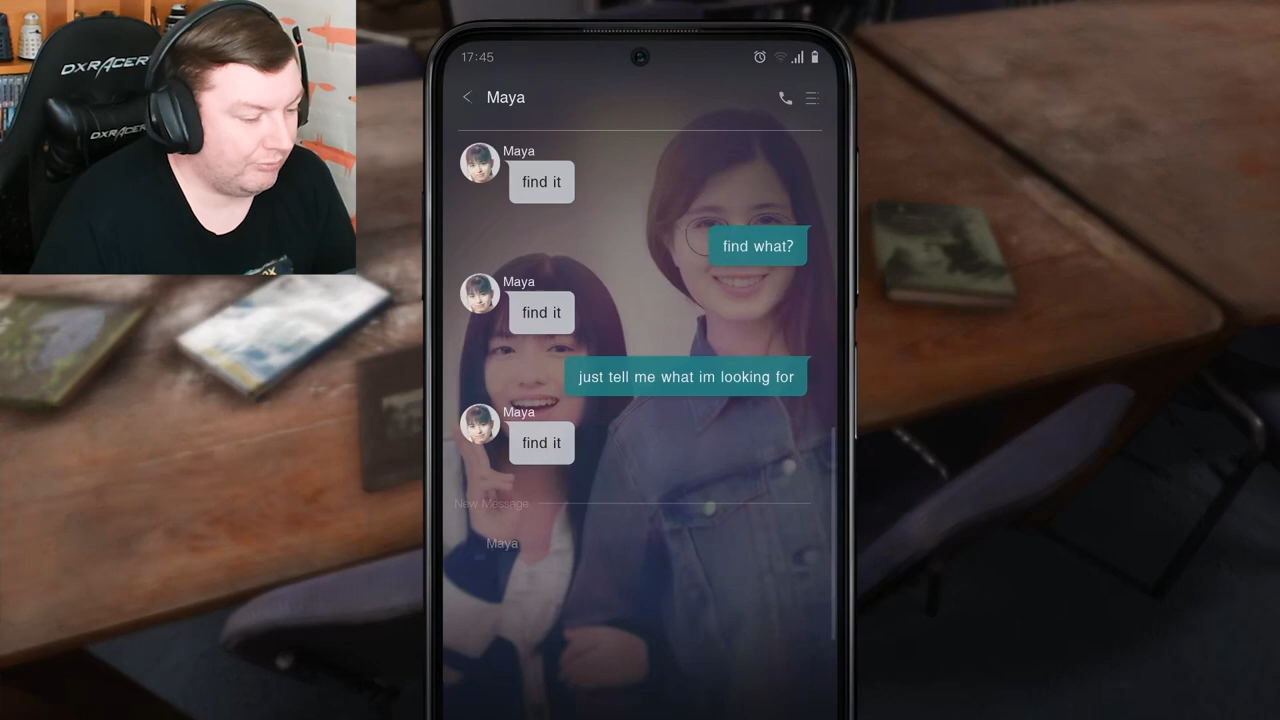 DXRACER
DXRACER
17:45
Maya
Maya
find it
find what?
Maya
find it
just tell me what im looking for
Maya
find it
New Message
Maya